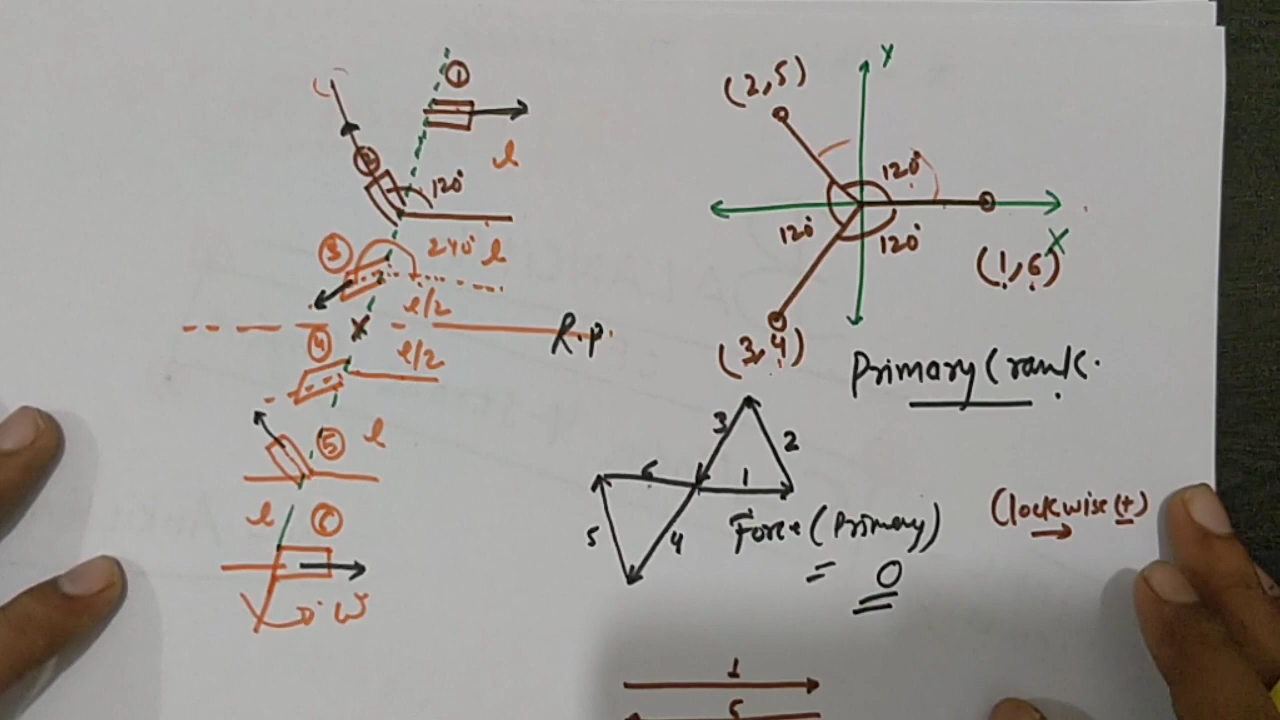 1
l
2
120°
3
240°
l
l/2
R.P.
4
l/2
5
l
l
6
ω
Y
(2,5)
120°
120°
120°
X
(1,6)
(3,4)
Primary Crank.
3
2
6
1
5
4
Force (Primary)
= 0
Clockwise (+)
1